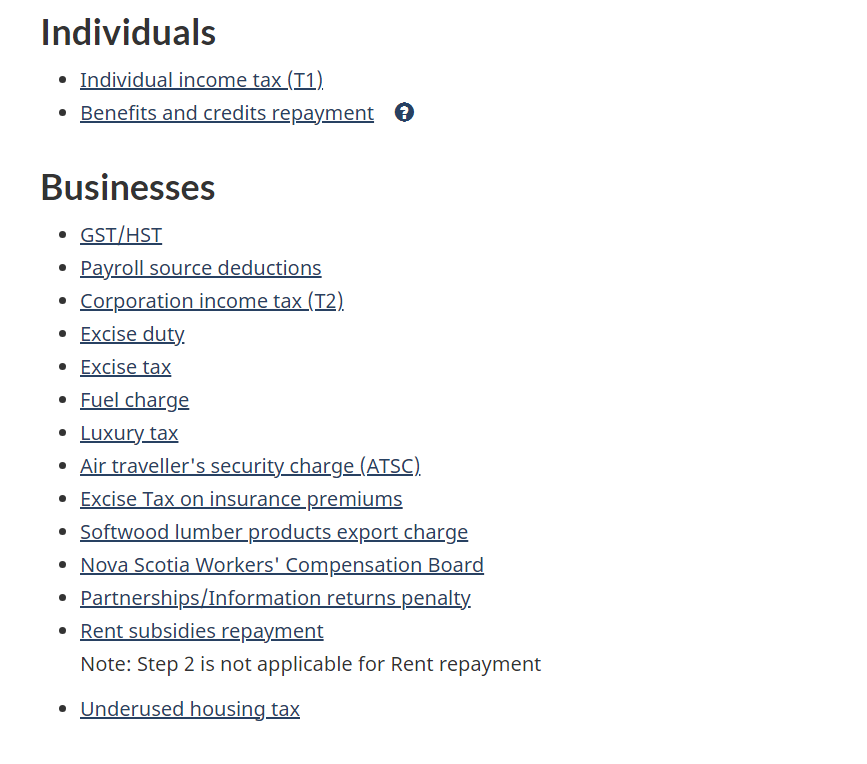 Individuals
Individual income tax (T1)
Benefits and credits repayment ?
Businesses
GST/HST
Payroll source deductions
Corporation income tax (T2)
Excise duty
Excise tax
Fuel charge
Luxury tax
Air traveller's security charge (ATSC)
Excise Tax on insurance premiums
Softwood lumber products export charge
Nova Scotia Workers' Compensation Board
Partnerships/Information returns penalty
Rent subsidies repayment
Note: Step 2 is not applicable for Rent repayment
Underused housing tax